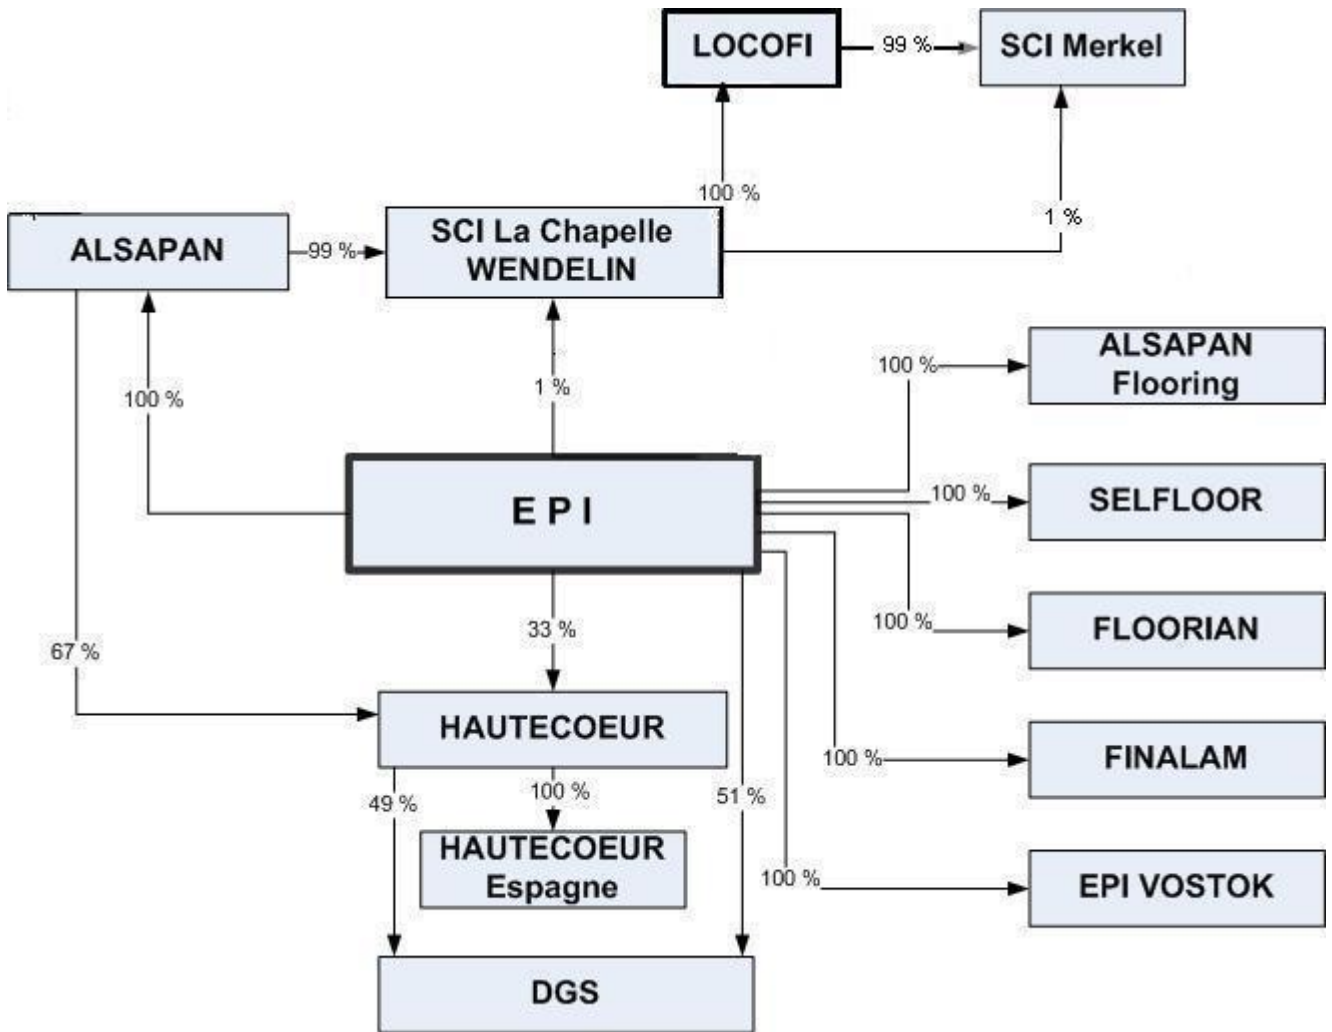 LOCOFI
99 %
SCI Merkel
100 %
1 %
ALSAPAN
99 %
SCI La Chapelle
WENDELIN
100 %
1 %
100 %
ALSAPAN
Flooring
E P I
100 %
SELFLOOR
100 %
FLOORIAN
33 %
67 %
HAUTECOEUR
100 %
FINALAM
49 %
100 %
51 %
HAUTECOEUR
Espagne
100 %
EPI VOSTOK
DGS